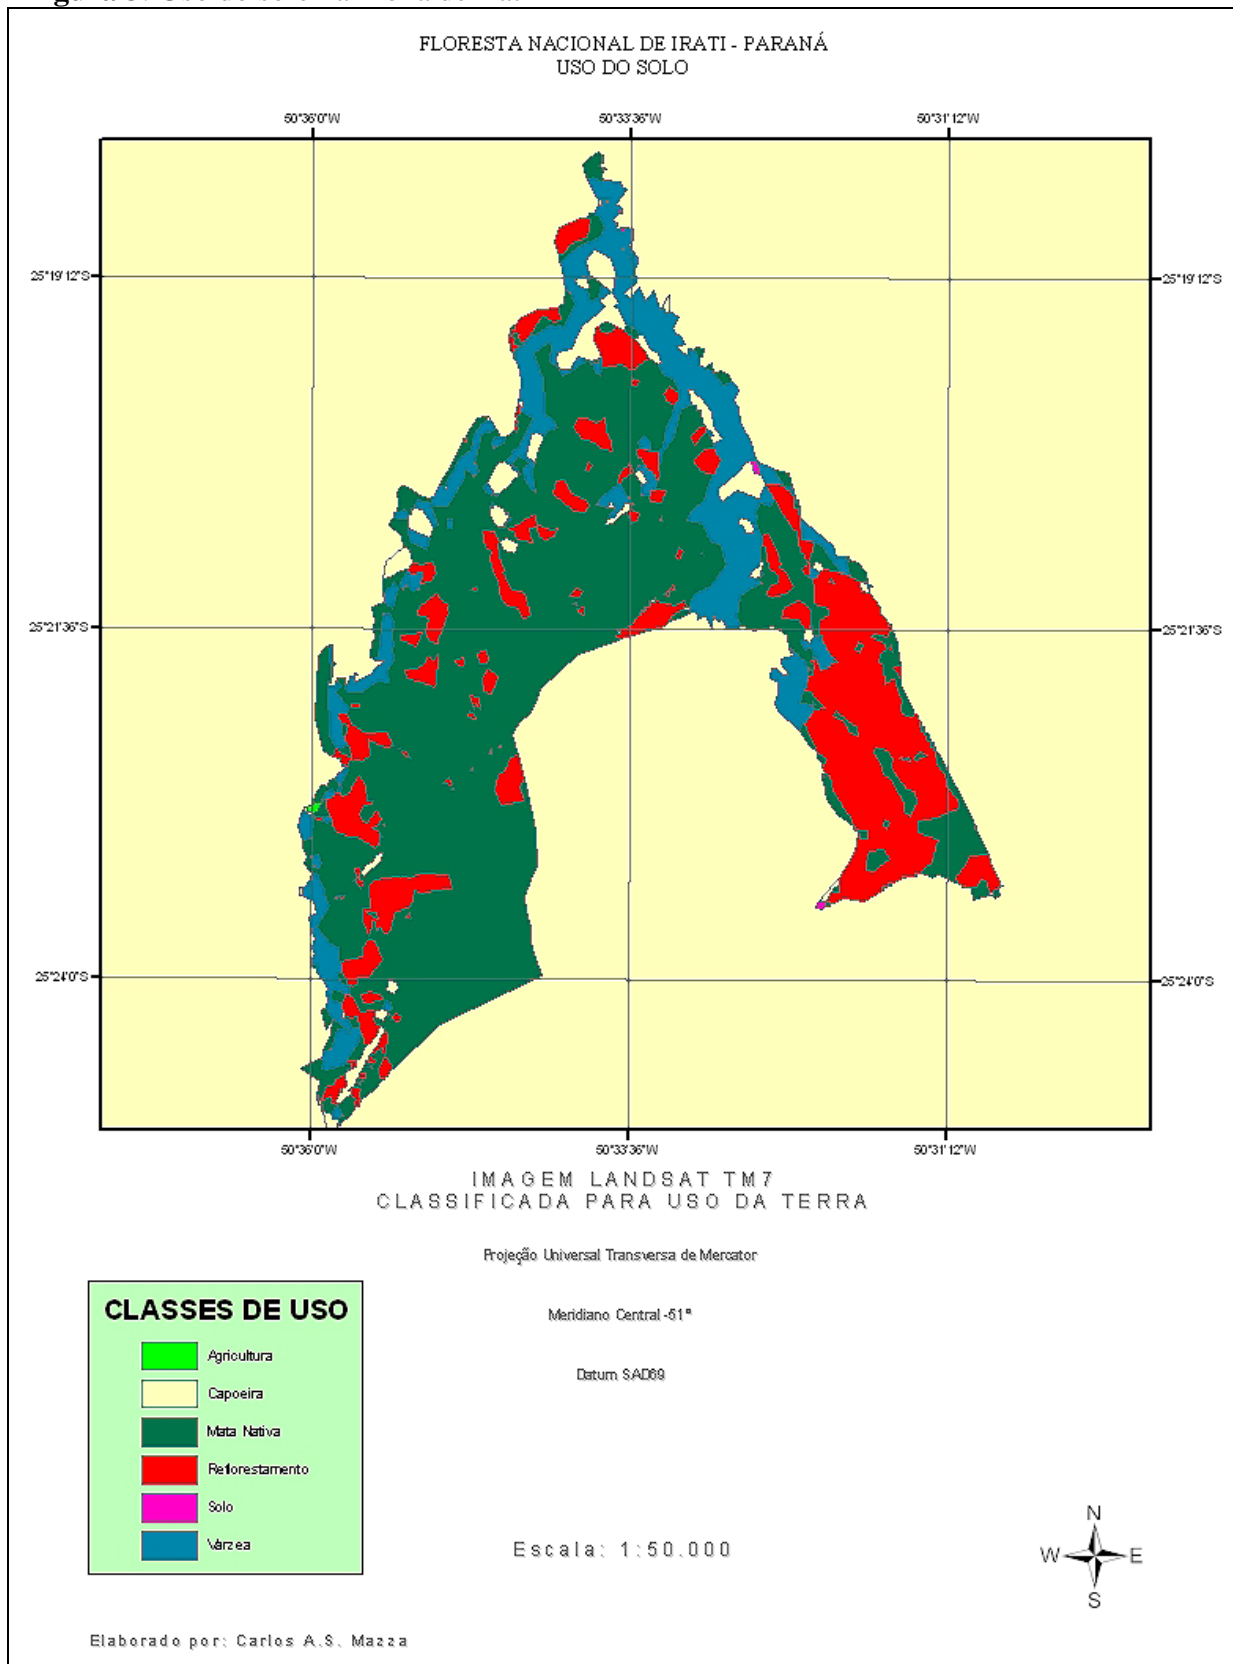 FLORESTA NACIONAL DE IRATI - PARANÁ
USO DO SOLO
50°36'0"W 50°33'36"W 50°31'12"W
25°19'12"S 25°19'12"S
25°21'36"S 25°21'36"S
25°24'0"S 25°24'0"S
50°36'0"W 50°33'36"W 50°31'12"W
IMAGEM LANDSAT TM7
CLASSIFICADA PARA USO DA TERRA
Projeção Universal Transversa de Mercator
Meridiano Central -51°
Datum SAD69
CLASSES DE USO
Agricultura
Capoeira
Mata Nativa
Reflorestamento
Solo
Várzea
Escala: 1:50.000
N
W E
S
Elaborado por: Carlos A.S. Mazza